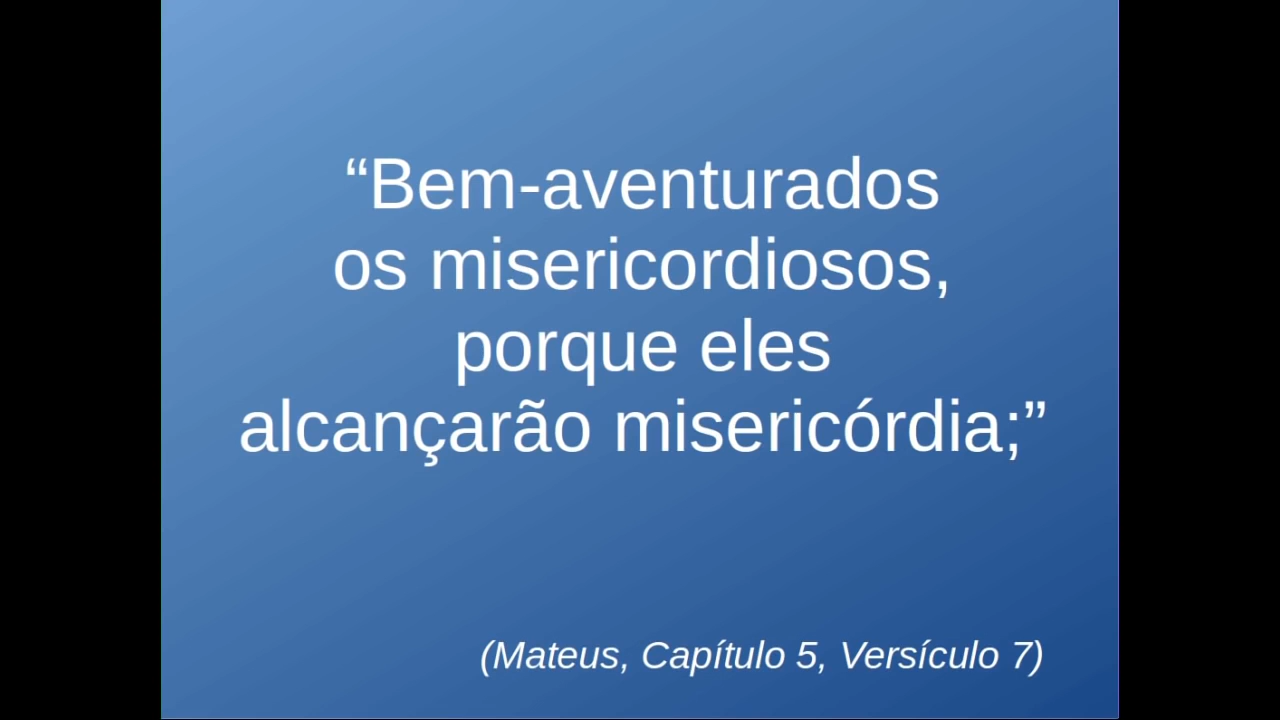 “Bem-aventurados
os misericordiosos,
porque eles
alcançarão misericórdia;”
(Mateus, Capítulo 5, Versículo 7)